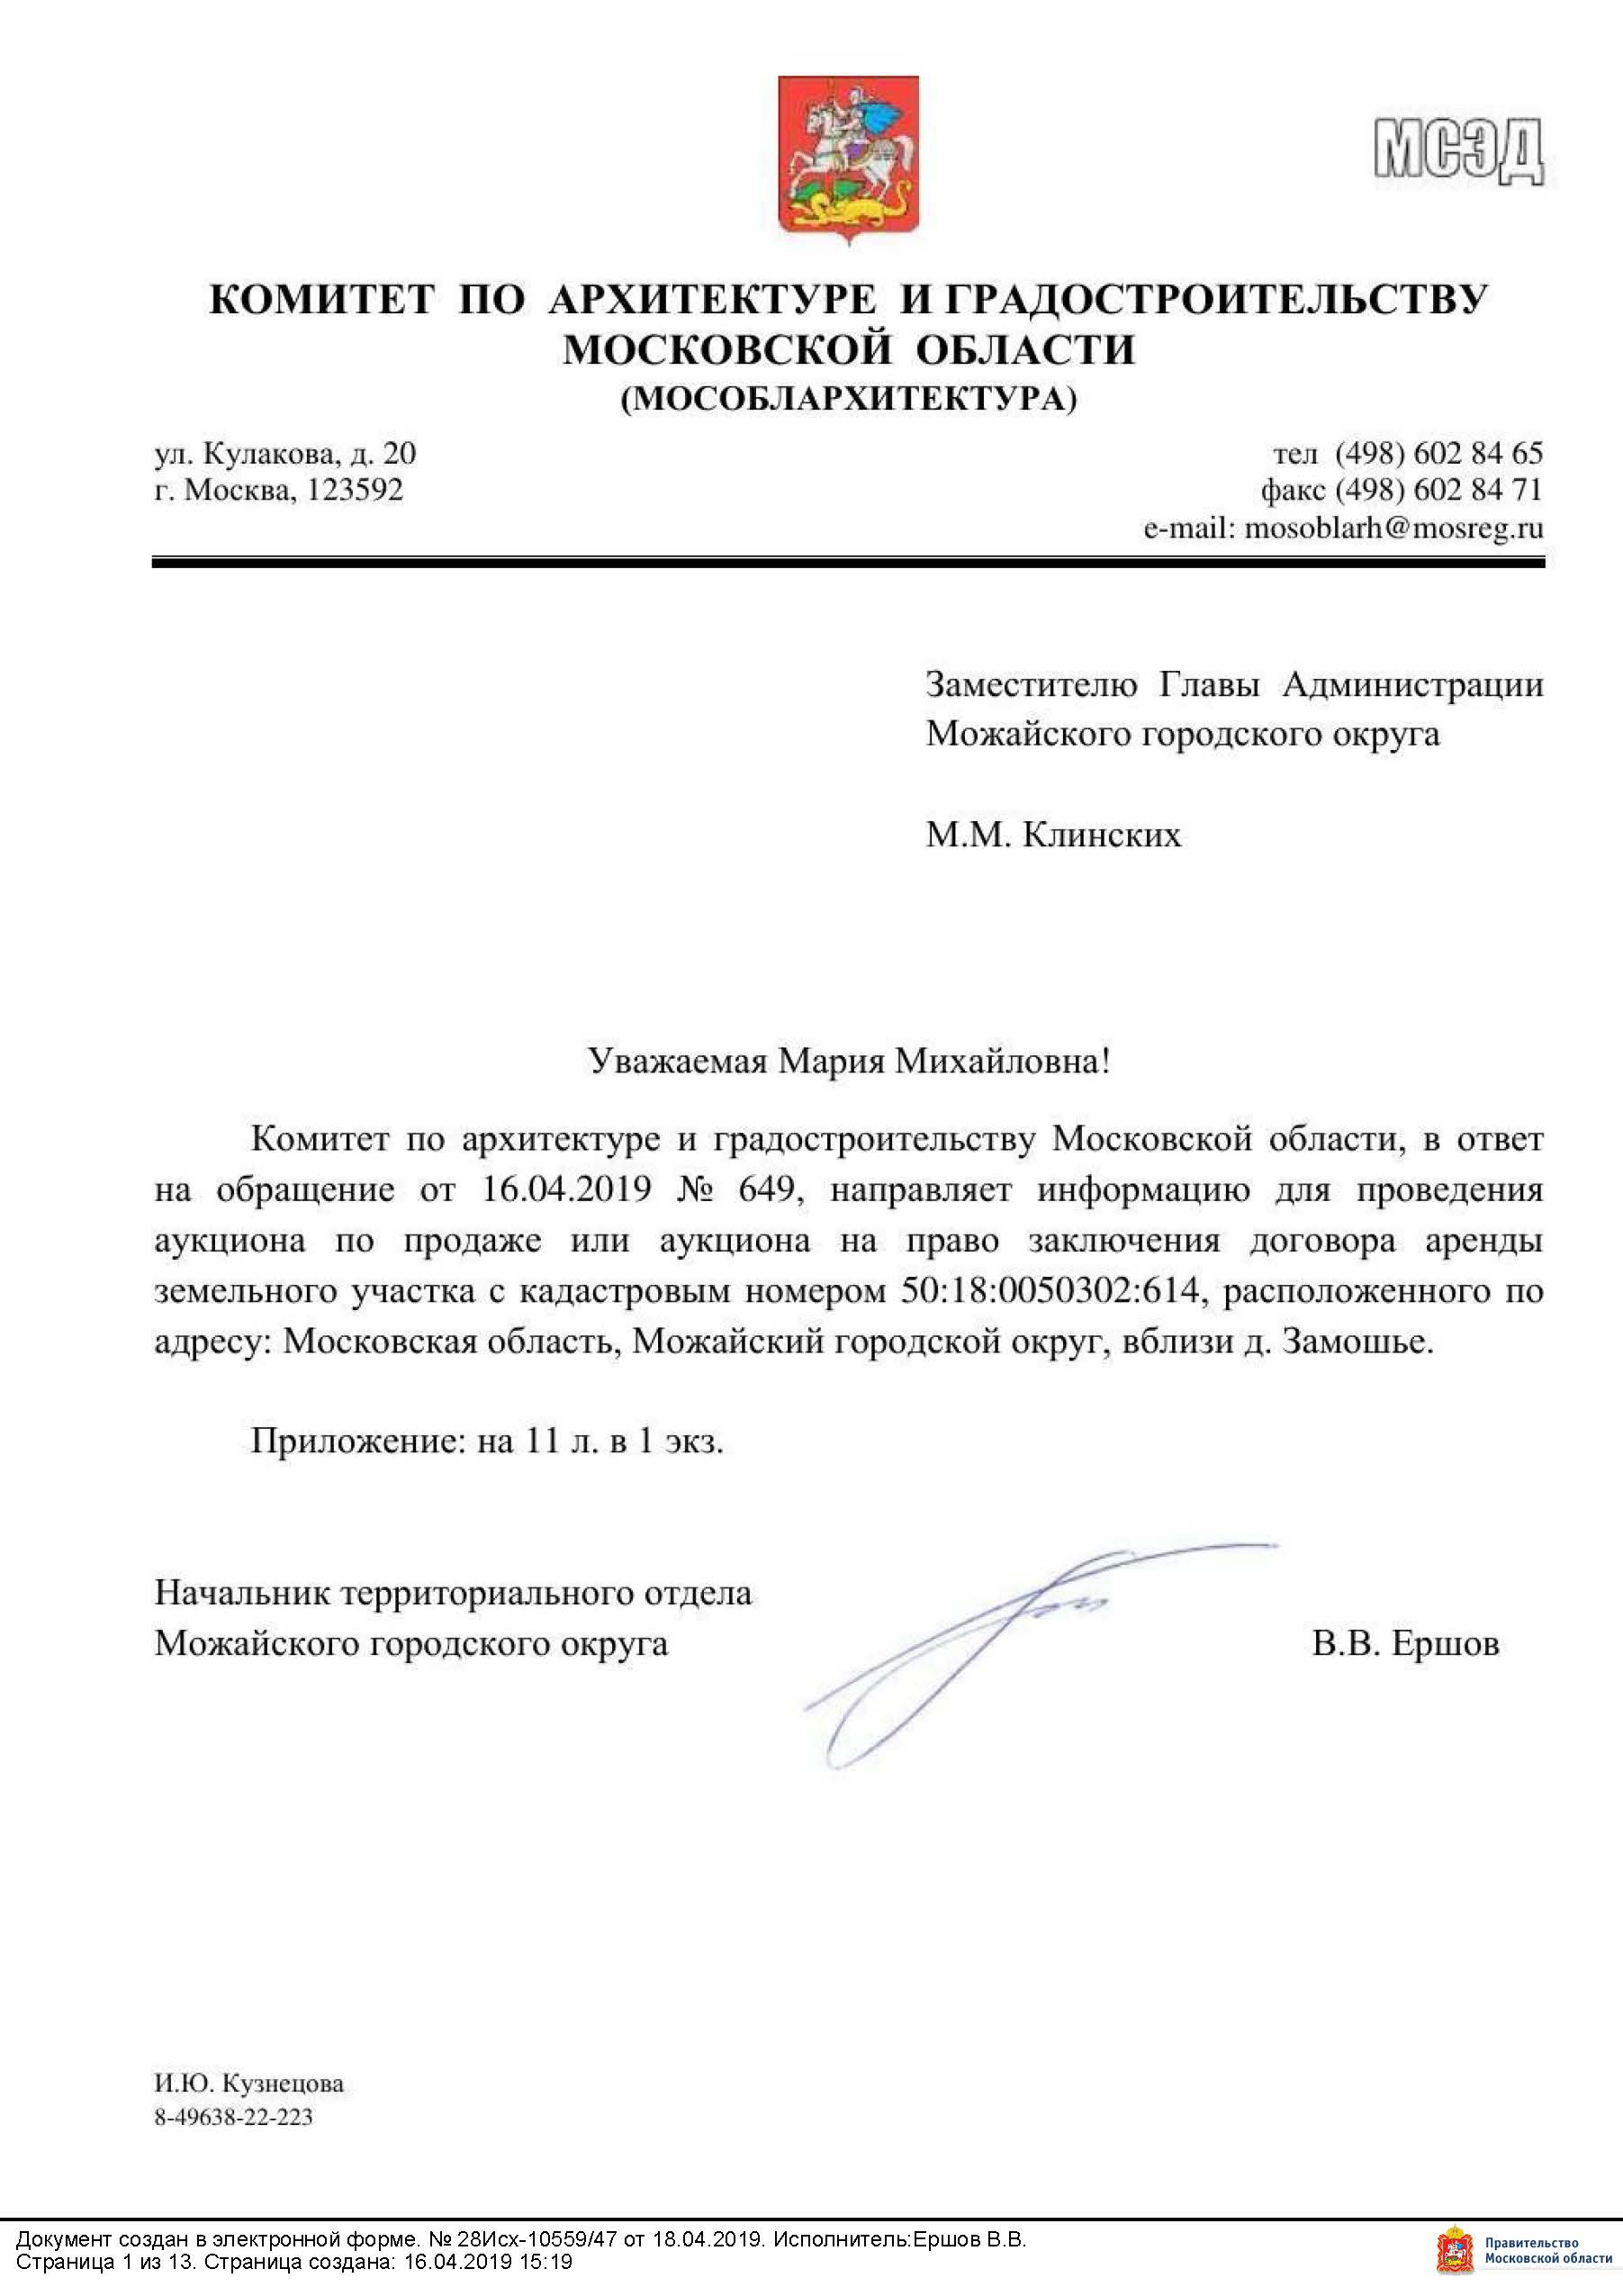 МСЭД
КОМИТЕТ ПО АРХИТЕКТУРЕ И ГРАДОСТРОИТЕЛЬСТВУ
МОСКОВСКОЙ ОБЛАСТИ
(МОСОБЛАРХИТЕКТУРА)
ул. Кулакова, д. 20
г. Москва, 123592
тел (498) 602 84 65
факс (498) 602 84 71
e-mail: mosoblarh@mosreg.ru
Заместителю Главы Администрации
Можайского городского округа
М.М. Клинских
Уважаемая Мария Михайловна!
Комитет по архитектуре и градостроительству Московской области, в ответ
на обращение от 16.04.2019 № 649, направляет информацию для проведения
аукциона по продаже или аукциона на право заключения договора аренды
земельного участка с кадастровым номером 50:18:0050302:614, расположенного по
адресу: Московская область, Можайский городской округ, вблизи д. Замошье.
Приложение: на 11 л. в 1 экз.
Начальник территориального отдела
Можайского городского округа
В.В. Ершов
И.Ю. Кузнецова
8-49638-22-223
Документ создан в электронной форме. № 28Исх-10559/47 от 18.04.2019. Исполнитель:Ершов В.В.
Страница 1 из 13. Страница создана: 16.04.2019 15:19
Правительство
Московской области